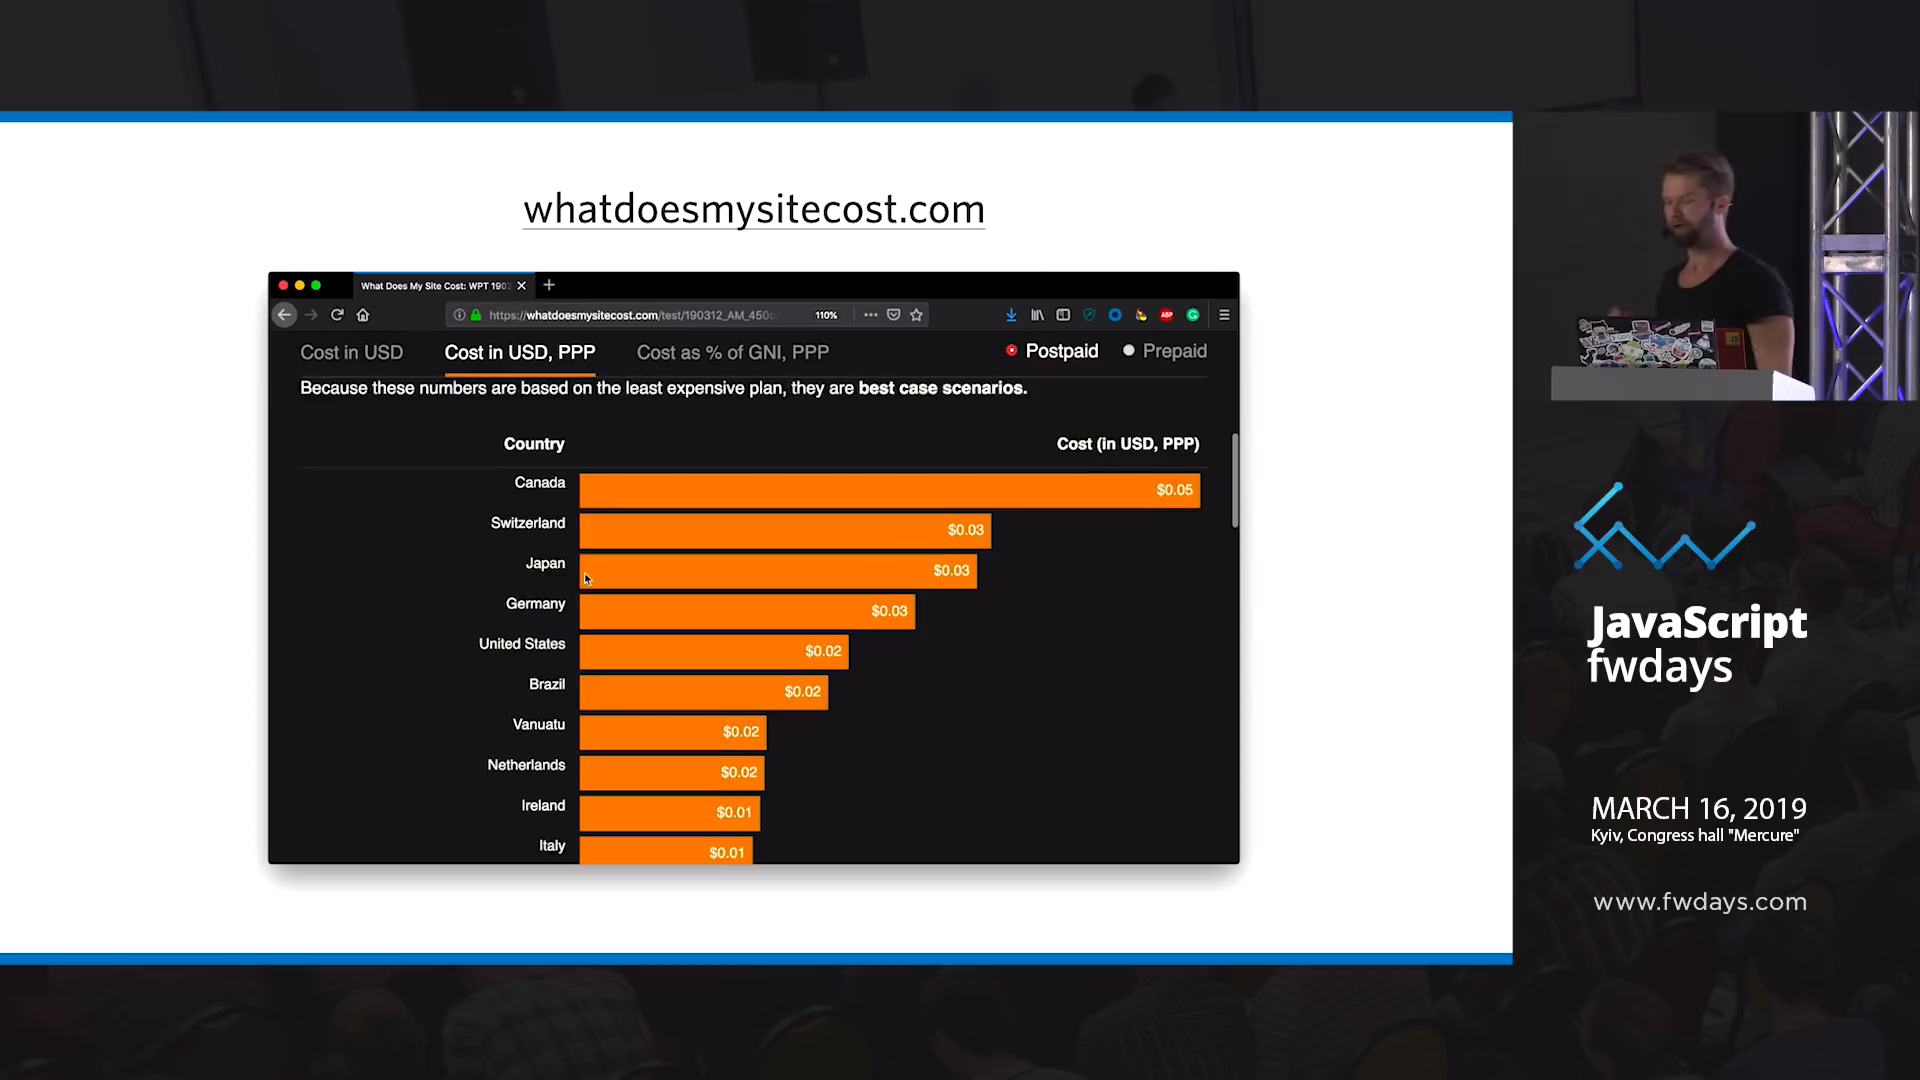 whatdoesmysitecost.com
What Does My Site Cost: WPT 1903
https://whatdoesmysitecost.com/test/190312_AM_450
110%
ABP
Cost in USD
Cost in USD, PPP
Cost as % of GNI, PPP
Postpaid
Prepaid
Because these numbers are based on the least expensive plan, they are best case scenarios.
Country
Cost (in USD, PPP)
Canada $0.05
Switzerland $0.03
Japan $0.03
Germany $0.03
United States $0.02
Brazil $0.02
Vanuatu $0.02
Netherlands $0.02
Ireland $0.01
Italy $0.01
JavaScript
fwdays
MARCH 16, 2019
Kyiv, Congress hall "Mercure"
www.fwdays.com